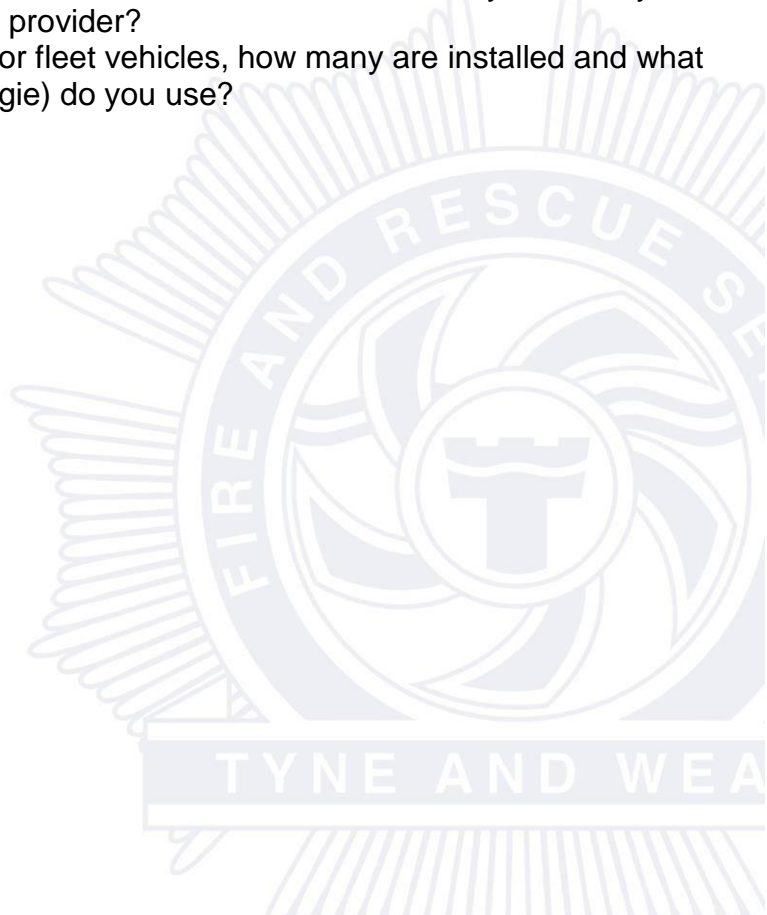 provider?
or fleet vehicles, how many are installed and what
gie) do you use?
FIRE AND RESCUE SE
TYNE AND WEA